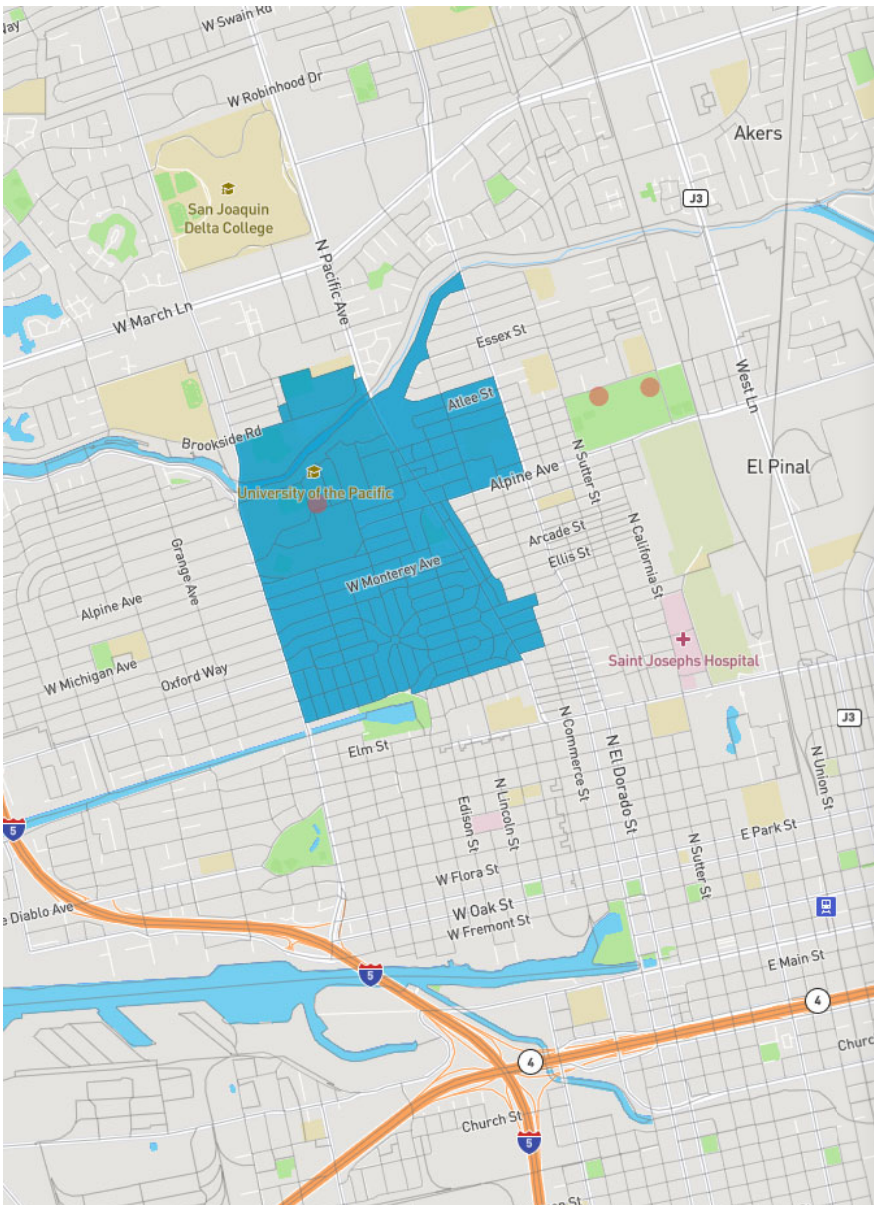 W Swain Rd
Way
W Robinhood Dr
Akers
San Joaquin
Delta College
J3
N Pacific Ave
W March Ln
Essex St
West Ln
Atlee St
Brookside Rd
N Sutter St
El Pinal
Alpine Ave
University of the Pacific
N California St
Arcade St
Ellis St
Grange Ave
W Monterey Ave
Alpine Ave
Saint Josephs Hospital
W Michigan Ave
Oxford Way
J3
N Commerce St
N El Dorado St
Elm St
N Union St
N Lincoln St
Edison St
5
E Park St
N Sutter St
W Flora St
e Diablo Ave
W Oak St
W Fremont St
5
E Main St
4
4
Churc
Church St
5
on St